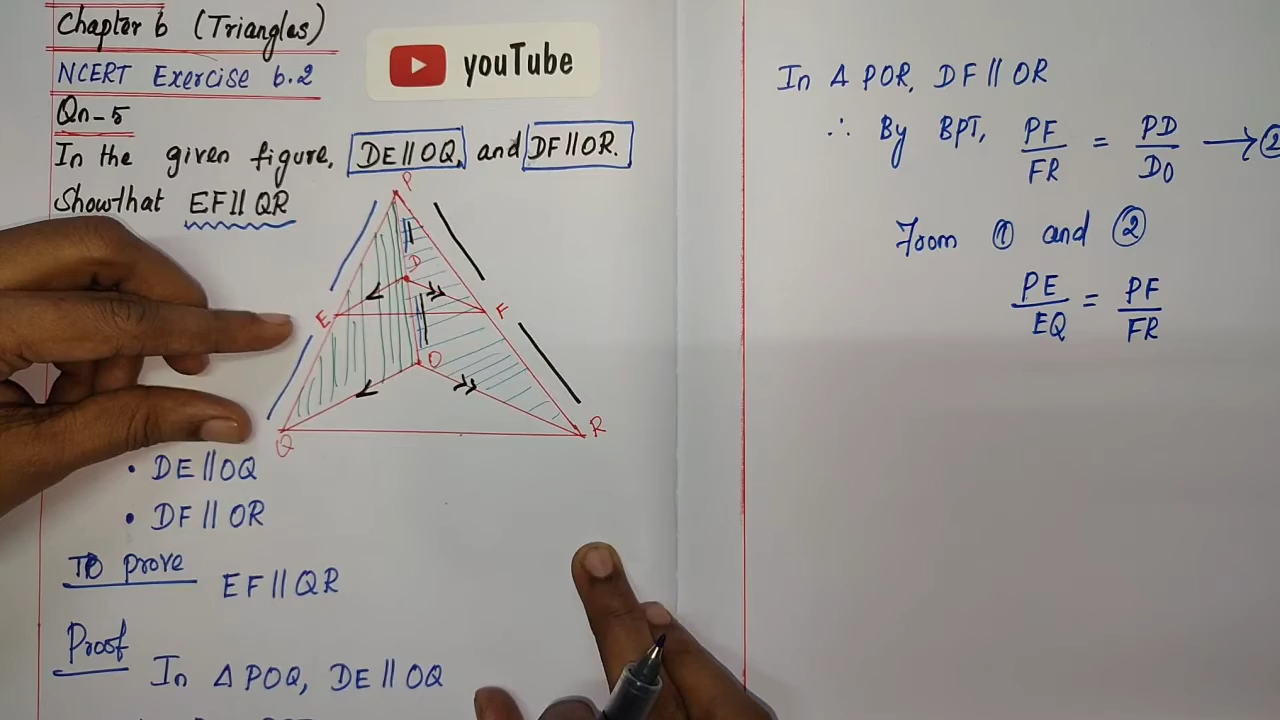 Chapter 6 (Triangles)
NCERT Exercise 6.2
YouTube
Qn-5
In the given figure, DE || OQ, and DF || OR.
Show that EF || QR
P
D
E
F
O
Q
R
• DE || OQ
• DF || OR
To prove
EF || QR
Proof
In Δ POQ, DE || OQ
In Δ POR, DF || OR
∴ By BPT, PF/FR = PD/DO → ②
From ① and ②
PE/EQ = PF/FR